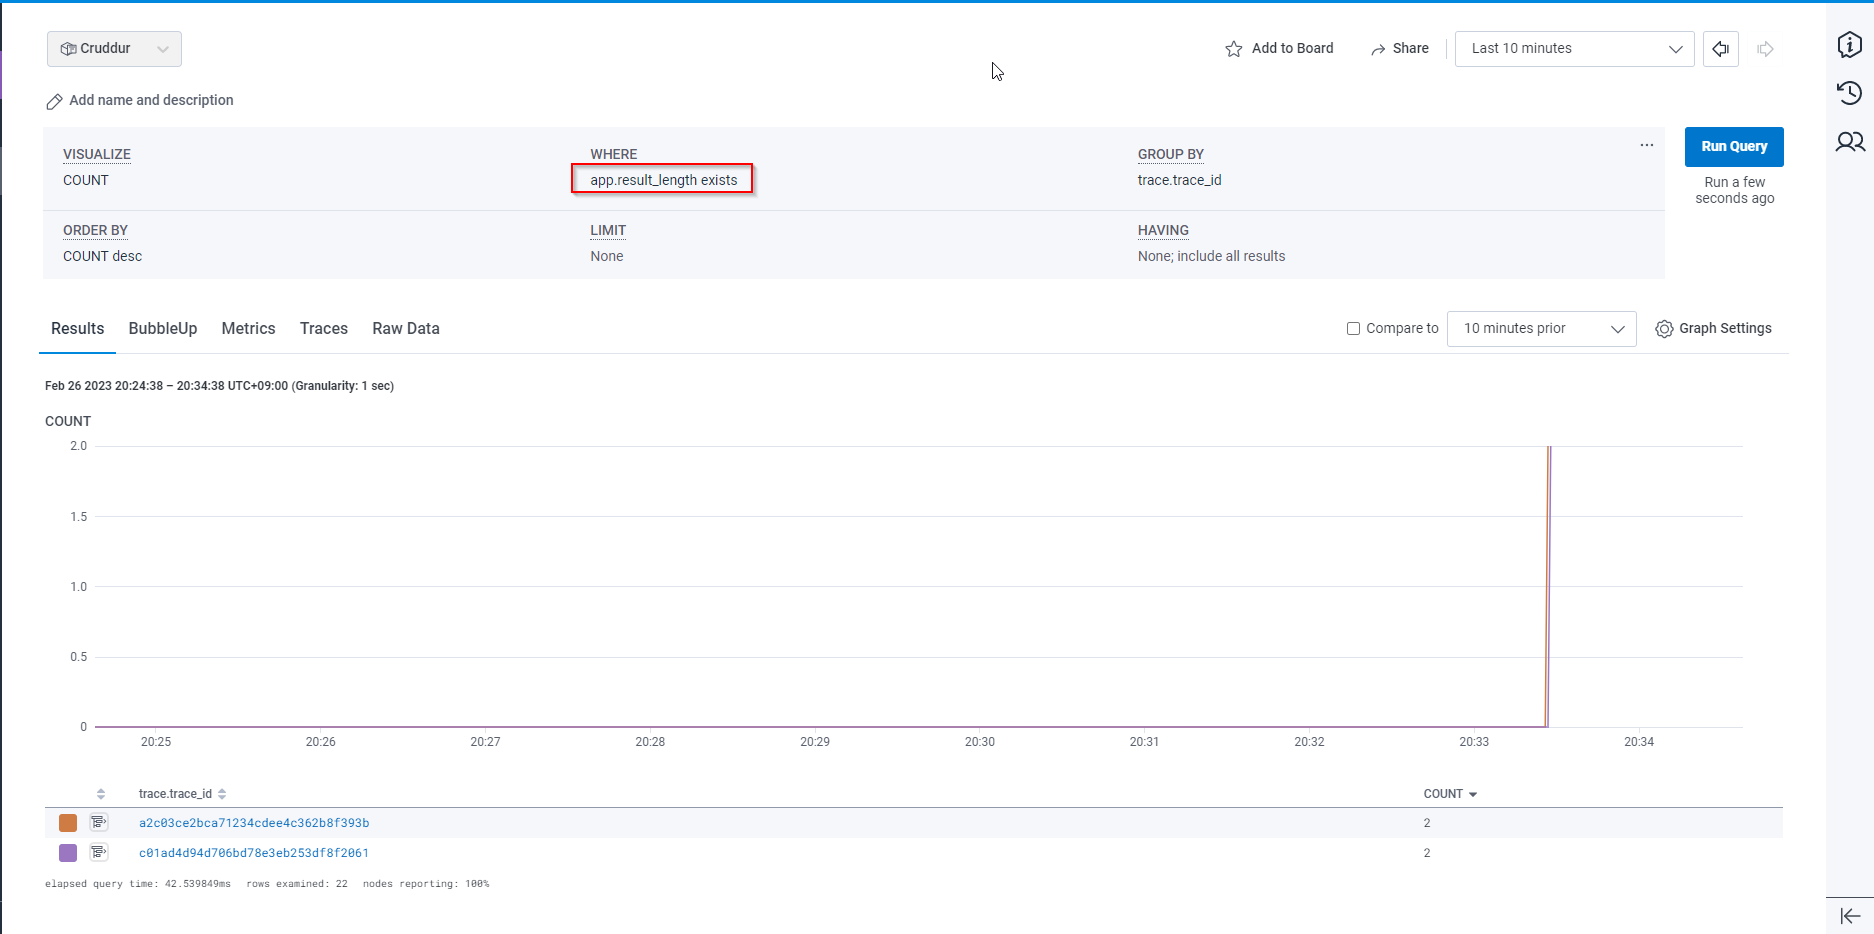 Cruddur
Add to Board
Share
Last 10 minutes
Add name and description
VISUALIZE
COUNT
WHERE
app.result_length exists
GROUP BY
trace.trace_id
Run Query
Run a few
seconds ago
ORDER BY
COUNT desc
LIMIT
None
HAVING
None; include all results
Results
BubbleUp
Metrics
Traces
Raw Data
Compare to
10 minutes prior
Graph Settings
Feb 26 2023 20:24:38 – 20:34:38 UTC+09:00 (Granularity: 1 sec)
COUNT
2.0
1.5
1.0
0.5
0
20:25 20:26 20:27 20:28 20:29 20:30 20:31 20:32 20:33 20:34
trace.trace_id COUNT
a2c03ce2bca71234cdee4c362b8f393b 2
c01ad4d94d706bd78e3eb253df8f2061 2
elapsed query time: 42.539849ms rows examined: 22 nodes reporting: 100%